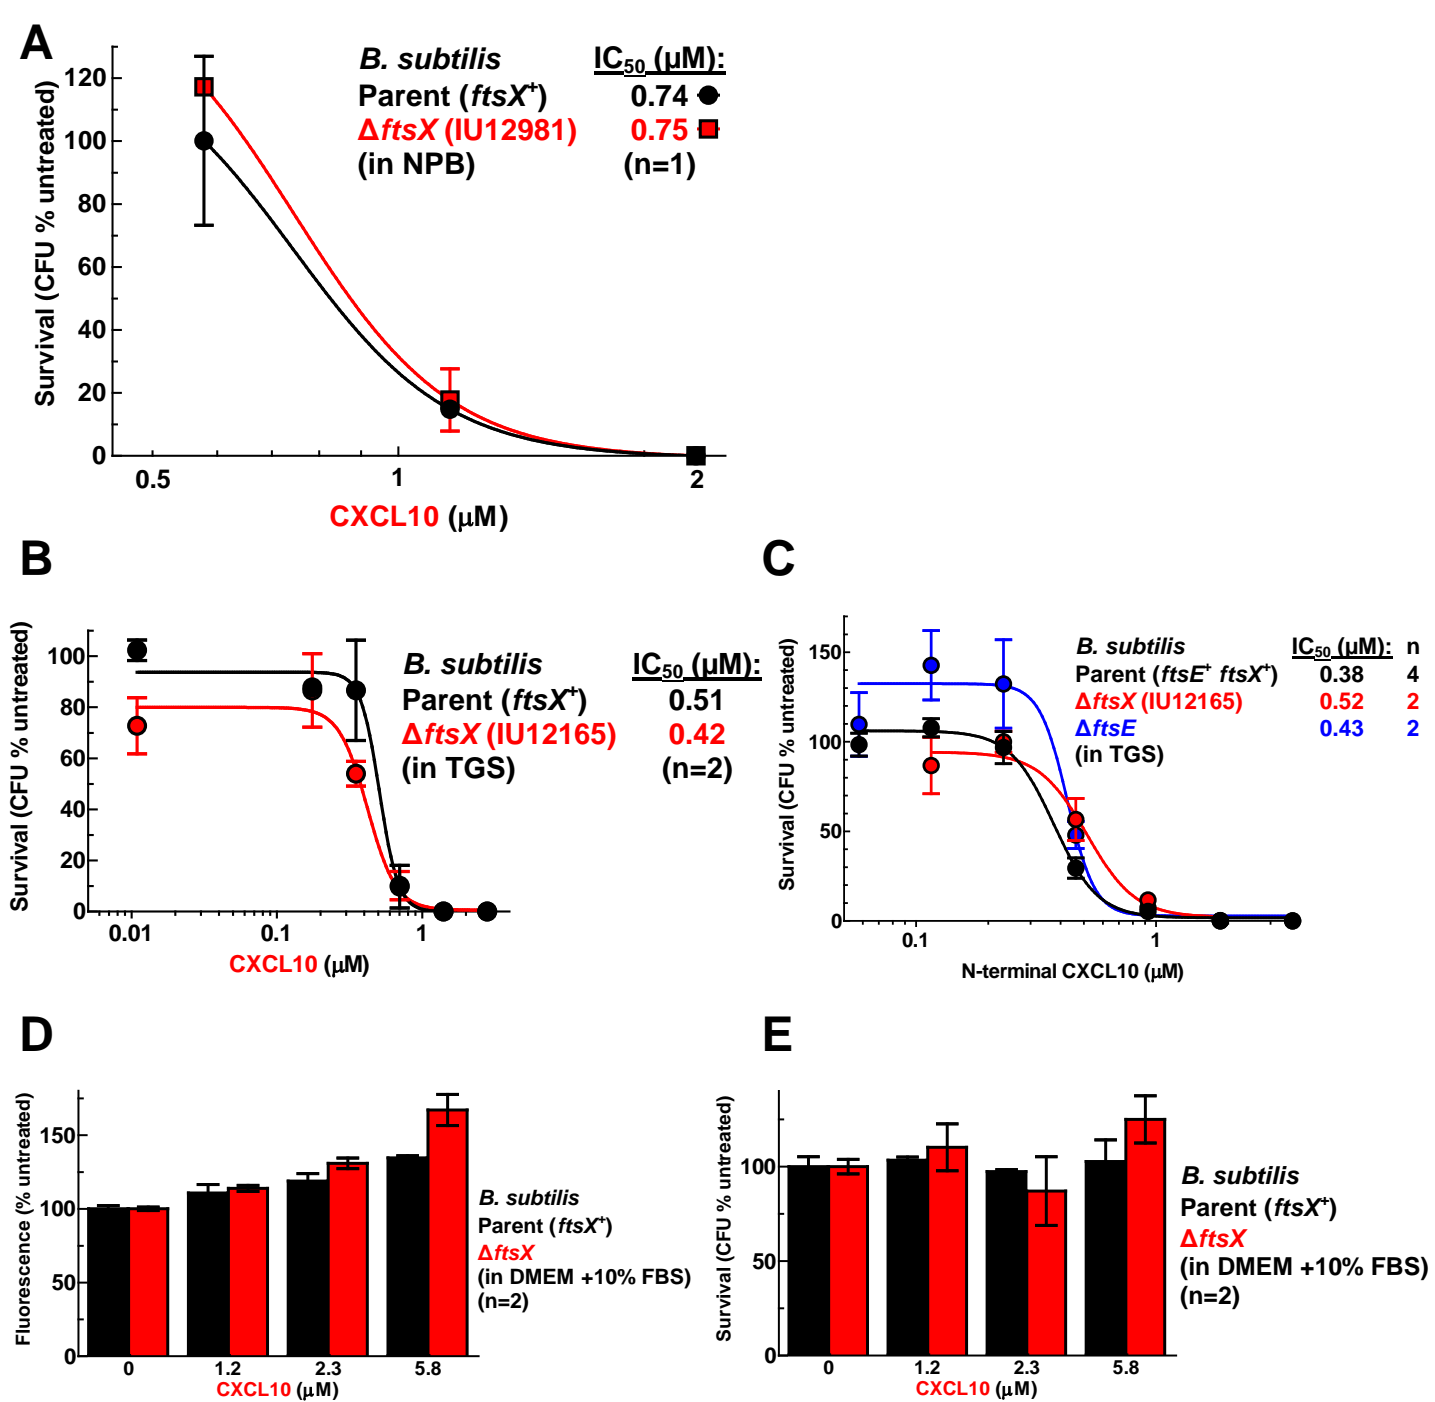 A
B. subtilis IC50 (µM):
Parent (ftsX+) 0.74
ΔftsX (IU12981) 0.75
(in NPB) (n=1)
Survival (CFU % untreated)
120
100
80
60
40
20
0
0.5 1 2
CXCL10 (µM)
B
B. subtilis IC50 (µM):
Parent (ftsX+) 0.51
ΔftsX (IU12165) 0.42
(in TGS) (n=2)
Survival (CFU % untreated)
100
80
60
40
20
0
0.01 0.1 1
CXCL10 (µM)
C
B. subtilis IC50 (µM): n
Parent (ftsE+ ftsX+) 0.38 4
ΔftsX (IU12165) 0.52 2
ΔftsE 0.43 2
(in TGS)
Survival (CFU % untreated)
150
100
50
0
0.1 1
N-terminal CXCL10 (µM)
D
Fluorescence (% untreated)
150
100
50
0
0 1.2 2.3 5.8
CXCL10 (µM)
B. subtilis
Parent (ftsX+)
ΔftsX
(in DMEM +10% FBS)
(n=2)
E
Survival (CFU % untreated)
100
50
0
0 1.2 2.3 5.8
CXCL10 (µM)
B. subtilis
Parent (ftsX+)
ΔftsX
(in DMEM +10% FBS)
(n=2)